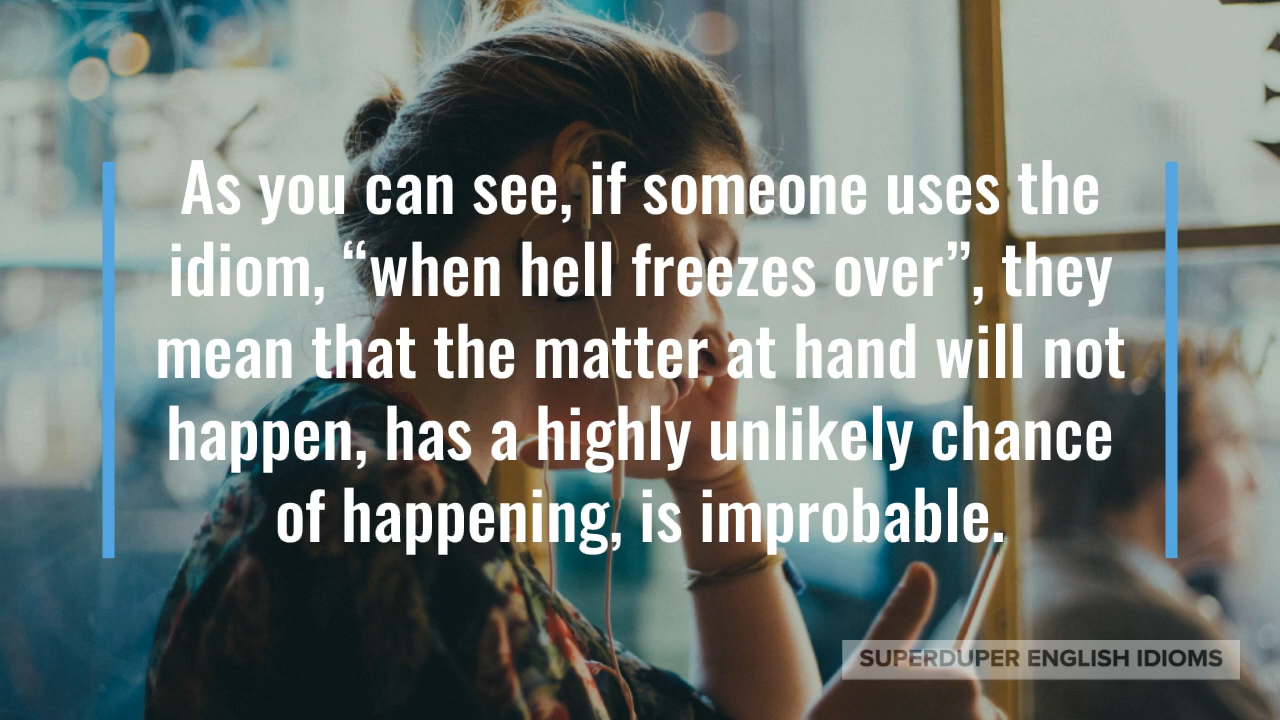 As you can see, if someone uses the
idiom, “when hell freezes over”, they
mean that the matter at hand will not
happen, has a highly unlikely chance
of happening, is improbable.
SUPERDUPER ENGLISH IDIOMS